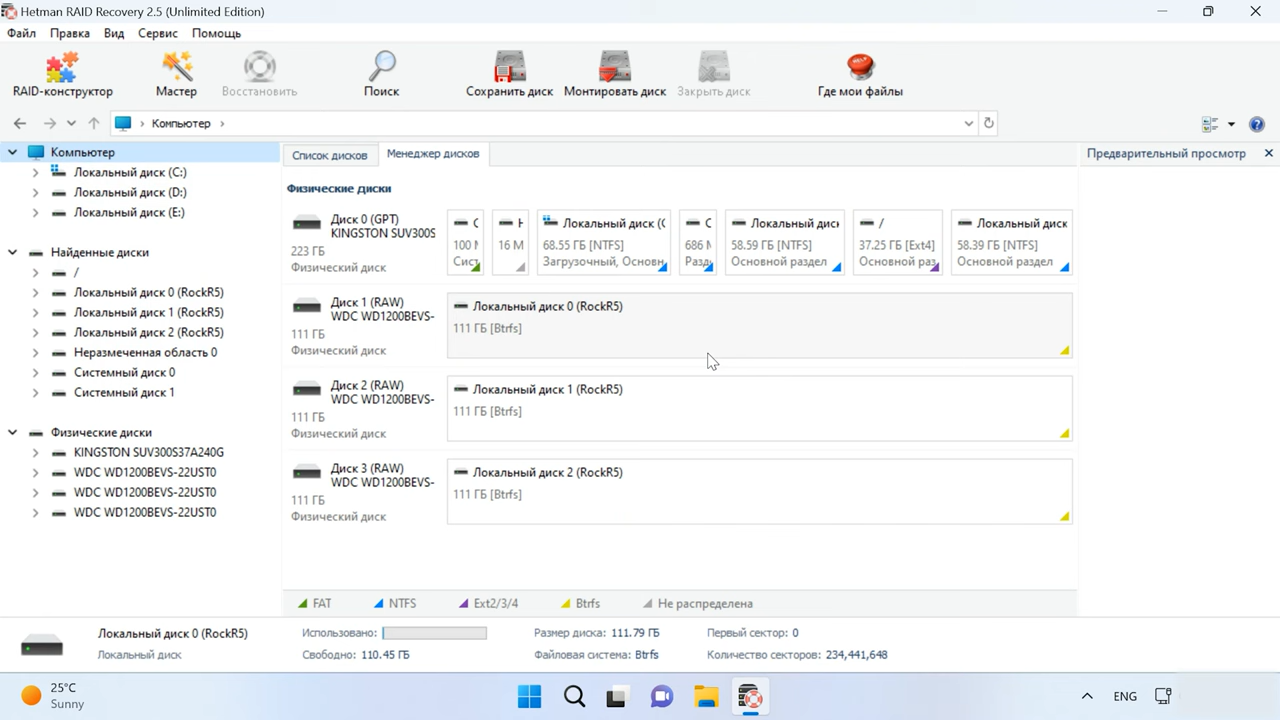 Hetman RAID Recovery 2.5 (Unlimited Edition)
Файл Правка Вид Сервис Помощь
RAID-конструктор Мастер Восстановить Поиск Сохранить диск Монтировать диск Закрыть диск Где мои файлы
Компьютер
Компьютер
Локальный диск (C:)
Локальный диск (D:)
Локальный диск (E:)
Найденные диски
/
Локальный диск 0 (RockR5)
Локальный диск 1 (RockR5)
Локальный диск 2 (RockR5)
Неразмеченная область 0
Системный диск 0
Системный диск 1
Физические диски
KINGSTON SUV300S37A240G
WDC WD1200BEVS-22UST0
WDC WD1200BEVS-22UST0
WDC WD1200BEVS-22UST0
Список дисков Менеджер дисков
Физические диски
Диск 0 (GPT)
KINGSTON SUV300S
223 ГБ
Физический диск
100
Сист
16 М
Локальный диск (
68.55 ГБ [NTFS]
Загрузочный, Основн
686
Разд
Локальный диск
58.59 ГБ [NTFS]
Основной раздел
/
37.25 ГБ [Ext4]
Основной раз
Локальный диск
58.39 ГБ [NTFS]
Основной раздел
Диск 1 (RAW)
WDC WD1200BEVS-
111 ГБ
Физический диск
Локальный диск 0 (RockR5)
111 ГБ [Btrfs]
Диск 2 (RAW)
WDC WD1200BEVS-
111 ГБ
Физический диск
Локальный диск 1 (RockR5)
111 ГБ [Btrfs]
Диск 3 (RAW)
WDC WD1200BEVS-
111 ГБ
Физический диск
Локальный диск 2 (RockR5)
111 ГБ [Btrfs]
FAT NTFS Ext2/3/4 Btrfs Не распределена
Предварительный просмотр
Локальный диск 0 (RockR5)
Локальный диск
Использовано:
Свободно: 110.45 ГБ
Размер диска: 111.79 ГБ
Файловая система: Btrfs
Первый сектор: 0
Количество секторов: 234,441,648
25°C
Sunny
ENG